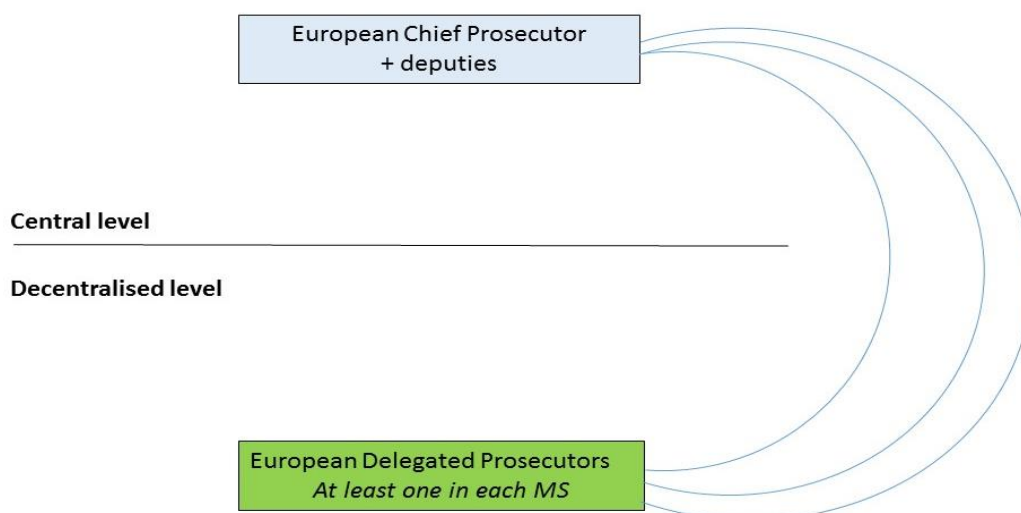 European Chief Prosecutor
+ deputies
Central level
Decentralised level
European Delegated Prosecutors
At least one in each MS